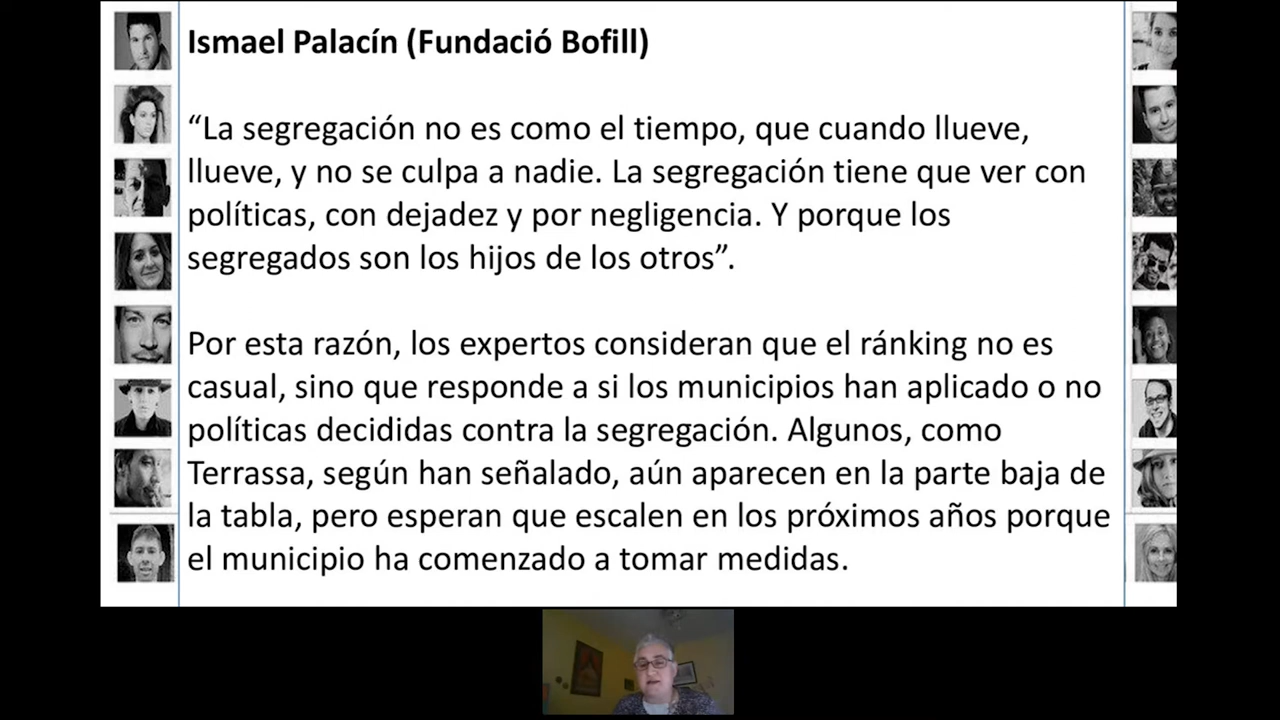 Ismael Palacín (Fundació Bofill)
“La segregación no es como el tiempo, que cuando llueve,
llueve, y no se culpa a nadie. La segregación tiene que ver con
políticas, con dejadez y por negligencia. Y porque los
segregados son los hijos de los otros”.
Por esta razón, los expertos consideran que el ránking no es
casual, sino que responde a si los municipios han aplicado o no
políticas decididas contra la segregación. Algunos, como
Terrassa, según han señalado, aún aparecen en la parte baja de
la tabla, pero esperan que escalen en los próximos años porque
el municipio ha comenzado a tomar medidas.